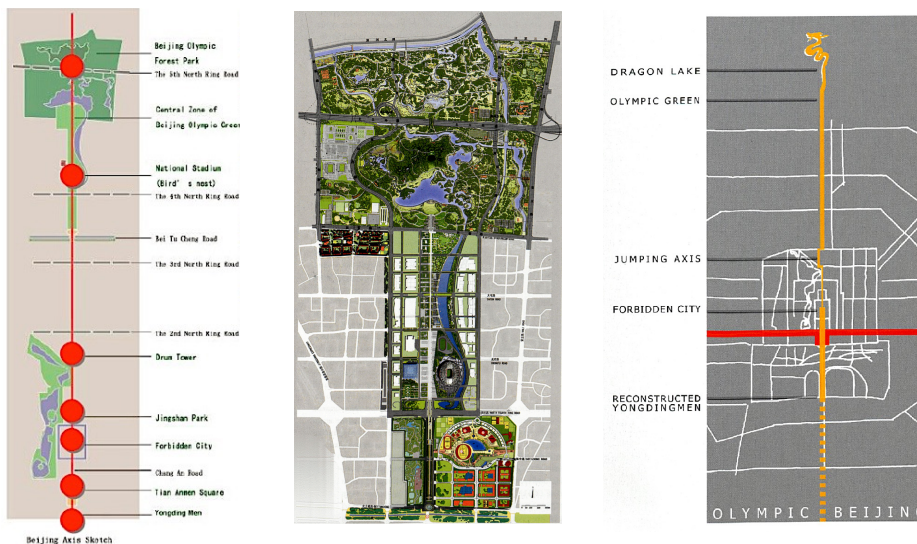 Beijing Olympic
Forest Park
The 5th North Ring Road
Central Zone of
Beijing Olympic Green
National Stadium
(Bird's nest)
The 4th North Ring Road
Bei Tu Cheng Road
The 3rd North Ring Road
The 2nd North Ring Road
Drum Tower
Jingshan Park
Forbidden City
Chang An Road
Tian Anmen Square
Yongding Men
Beijing Axis Sketch
DRAGON LAKE
OLYMPIC GREEN
JUMPING AXIS
FORBIDDEN CITY
RECONSTRUCTED
YONGDINGMEN
OLYMPIC BEIJING